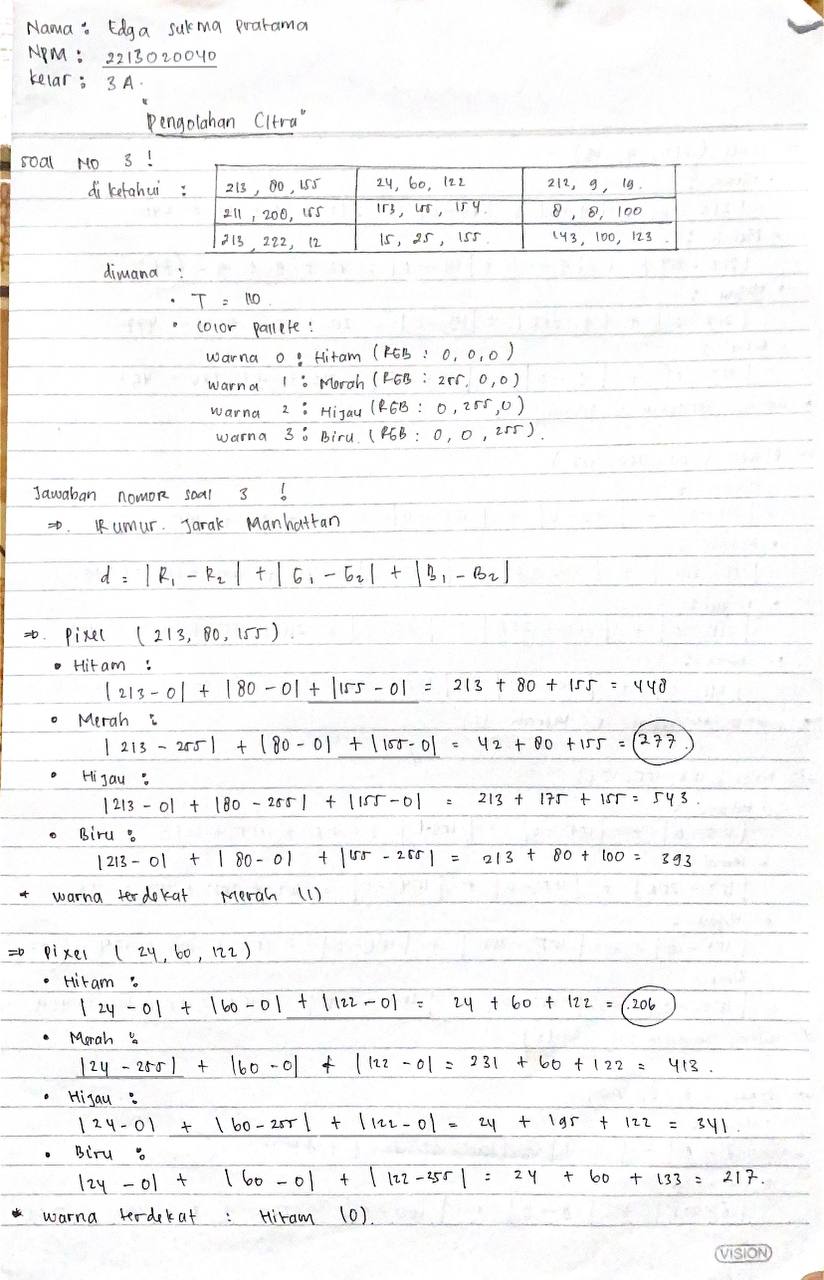 Nama : Edga sukma pratama
NPM : 2213020040
kelas : 3 A.
"Pengolahan Citra"
soal NO 3 !
di ketahui :
213, 80, 155 24, 60, 122 212, 9, 19.
211, 200, 155 153, 155, 154. 8, 8, 100
213, 222, 12 15, 25, 155. 143, 100, 123
dimana :
• T = 110.
• color pallete :
warna 0 : Hitam (RGB : 0, 0, 0)
warna 1 : Merah (RGB : 255, 0, 0)
warna 2 : Hijau (RGB : 0, 255, 0)
warna 3 : Biru (RGB : 0, 0, 255).
Jawaban nomor soal 3 !
⇒. Rumus. Jarak Manhattan
d = |R₁ - R₂| + |G₁ - G₂| + |B₁ - B₂|
⇒. Pixel (213, 80, 155).
• Hitam :
|213-0| + |80-0| + |155-0| = 213 + 80 + 155 = 448
• Merah :
|213 - 255| + |80-0| + |155-0| = 42 + 80 + 155 = 277.
• Hijau :
|213-0| + |80-255| + |155-0| = 213 + 175 + 155 = 543.
• Biru :
|213-0| + |80-0| + |155-255| = 213 + 80 + 100 = 393
* warna terdekat Merah (1)
⇒ Pixel (24, 60, 122)
• Hitam :
|24-0| + |60-0| + |122-0| = 24 + 60 + 122 = 206
• Merah :
|24-255| + |60-0| + |122-0| = 231 + 60 + 122 = 413.
• Hijau :
|24-0| + |60-255| + |122-0| = 24 + 195 + 122 = 341.
• Biru :
|24-0| + |60-0| + |122-255| = 24 + 60 + 133 = 217.
* warna terdekat : Hitam (0).
VISION